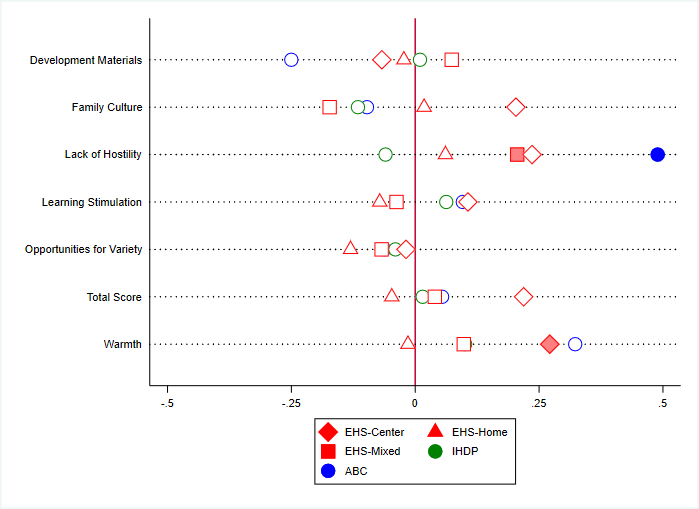 Development Materials
Family Culture
Lack of Hostility
Learning Stimulation
Opportunities for Variety
Total Score
Warmth
-.5 -.25 0 .25 .5
EHS-Center EHS-Home
EHS-Mixed IHDP
ABC